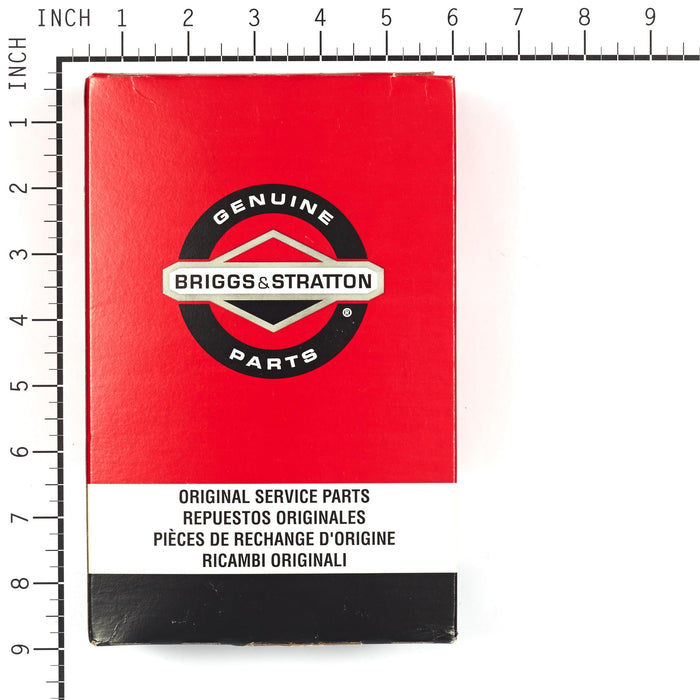 INCH 1 2 3 4 5 6 7 8 9
INCH
1
2
3
4
5
6
7
8
9
GENUINE
BRIGGS & STRATTON
®
PARTS
ORIGINAL SERVICE PARTS
REPUESTOS ORIGINALES
PIÈCES DE RECHANGE D'ORIGINE
RICAMBI ORIGINALI